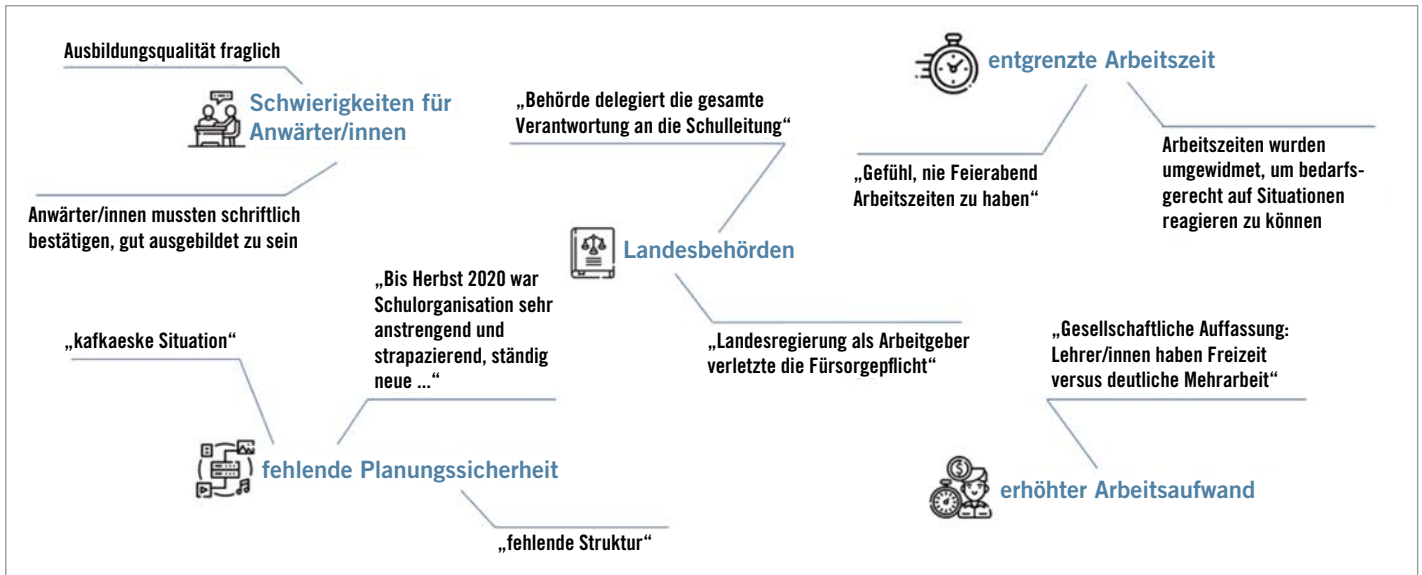 Ausbildungsqualität fraglich
Schwierigkeiten für
Anwärter/innen
Anwärter/innen mussten schriftlich
bestätigen, gut ausgebildet zu sein
„Behörde delegiert die gesamte
Verantwortung an die Schulleitung“
Landesbehörden
„Landesregierung als Arbeitgeber
verletzte die Fürsorgepflicht“
entgrenzte Arbeitszeit
„Gefühl, nie Feierabend
Arbeitszeiten zu haben“
Arbeitszeiten wurden
umgewidmet, um bedarfs-
gerecht auf Situationen
reagieren zu können
„kafkaeske Situation“
„Bis Herbst 2020 war
Schulorganisation sehr
anstrengend und
strapazierend, ständig
neue ...“
fehlende Planungssicherheit
„fehlende Struktur“
„Gesellschaftliche Auffassung:
Lehrer/innen haben Freizeit
versus deutliche Mehrarbeit“
erhöhter Arbeitsaufwand